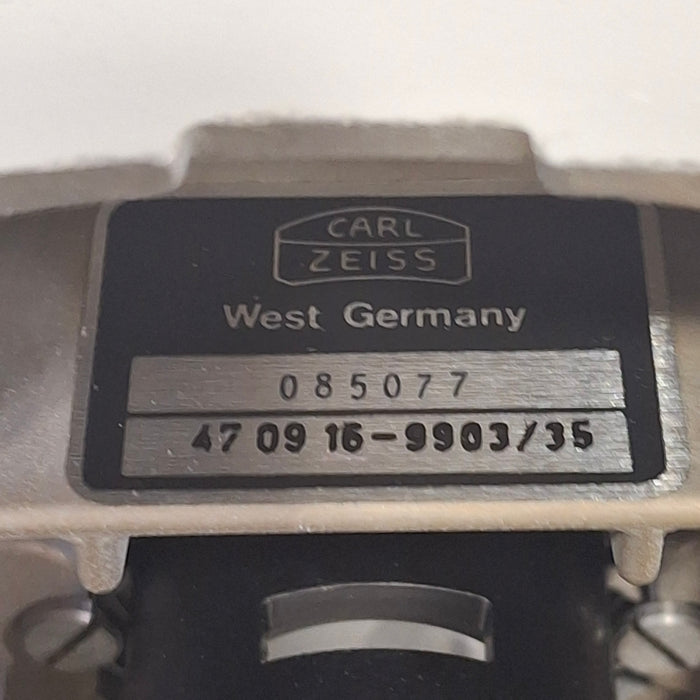 CARL
ZEISS
West Germany
085077
47 09 16-9903/35